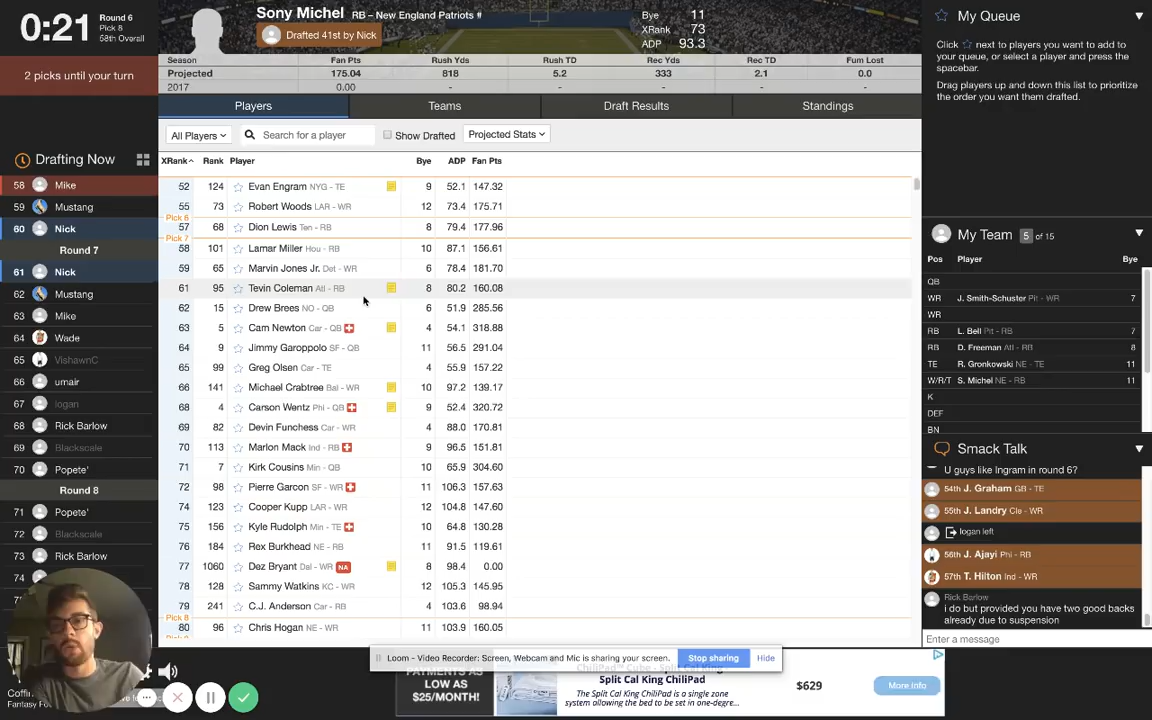 0:21
Round 6
Pick 8
58th Overall
2 picks until your turn
Drafting Now
58 Mike
59 Mustang
60 Nick
Round 7
61 Nick
62 Mustang
63 Mike
64 Wade
65 VishawnC
66 umair
67 logan
68 Rick Barlow
69 Blackscale
70 Popete'
Round 8
71 Popete'
72 Blackscale
73 Rick Barlow
74
Sony Michel RB – New England Patriots
Drafted 41st by Nick
Bye 11
XRank 73
ADP 93.3
Season Fan Pts Rush Yds Rush TD Rec Yds Rec TD Fum Lost
Projected 175.04 818 5.2 333 2.1 0.0
2017 0.00 - - - - -
Players Teams Draft Results Standings
All Players Search for a player Show Drafted Projected Stats
XRank Rank Player Bye ADP Fan Pts
52 124 Evan Engram NYG - TE 9 52.1 147.32
55 73 Robert Woods LAR - WR 12 73.4 175.71
Pick 6
57 68 Dion Lewis Ten - RB 8 79.4 177.96
Pick 7
58 101 Lamar Miller Hou - RB 10 87.1 156.61
59 65 Marvin Jones Jr. Det - WR 6 78.4 181.70
61 95 Tevin Coleman Atl - RB 8 80.2 160.08
62 15 Drew Brees NO - QB 6 51.9 285.56
63 5 Cam Newton Car - QB 4 54.1 318.88
64 9 Jimmy Garoppolo SF - QB 11 56.5 291.04
65 99 Greg Olsen Car - TE 4 55.9 157.22
66 141 Michael Crabtree Bal - WR 10 97.2 139.17
68 4 Carson Wentz Phi - QB 9 52.4 320.72
69 82 Devin Funchess Car - WR 4 88.0 170.81
70 113 Marlon Mack Ind - RB 9 96.5 151.81
71 7 Kirk Cousins Min - QB 10 65.9 304.60
72 98 Pierre Garcon SF - WR 11 106.3 157.63
74 123 Cooper Kupp LAR - WR 12 104.8 147.60
75 156 Kyle Rudolph Min - TE 10 64.8 130.28
76 184 Rex Burkhead NE - RB 11 91.5 119.61
77 1060 Dez Bryant Dal - WR NA 8 98.4 0.00
78 128 Sammy Watkins KC - WR 12 105.3 145.95
79 241 C.J. Anderson Car - RB 4 103.6 98.94
Pick 8
80 96 Chris Hogan NE - WR 11 103.9 160.05
My Queue
Click ☆ next to players you want to add to
your queue, or select a player and press the
spacebar.
Drag players up and down this list to prioritize
the order you want them drafted.
My Team 5 of 15
Pos Player Bye
QB
WR J. Smith-Schuster Pit - WR 7
WR
RB L. Bell Pit - RB 7
RB D. Freeman Atl - RB 8
TE R. Gronkowski NE - TE 11
W/R/T S. Michel NE - RB 11
K
DEF
BN
Smack Talk
U guys like Ingram in round 6?
54th J. Graham GB - TE
55th J. Landry Cle - WR
logan left
56th J. Ajayi Phi - RB
57th T. Hilton Ind - WR
Rick Barlow
i do but provided you have two good backs
already due to suspension
Enter a message
Loom - Video Recorder: Screen, Webcam and Mic is sharing your screen. Stop sharing Hide
LOW AS
$25/MONTH!
Split Cal King ChiliPad
The Split Cal King ChiliPad is a single zone
system allowing the bed to be set in one-degre...
$629
More info